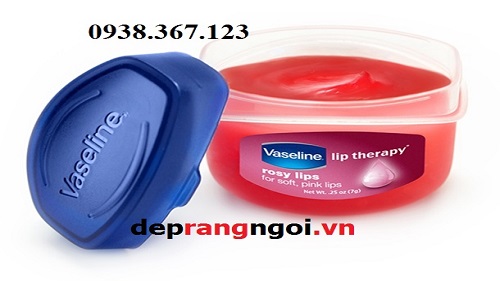 0938.367.123
Vaseline
Vaseline lip therapy
rosy lips
for soft, pink lips
Net Wt. .25 oz (7g)
deprangngoi.vn